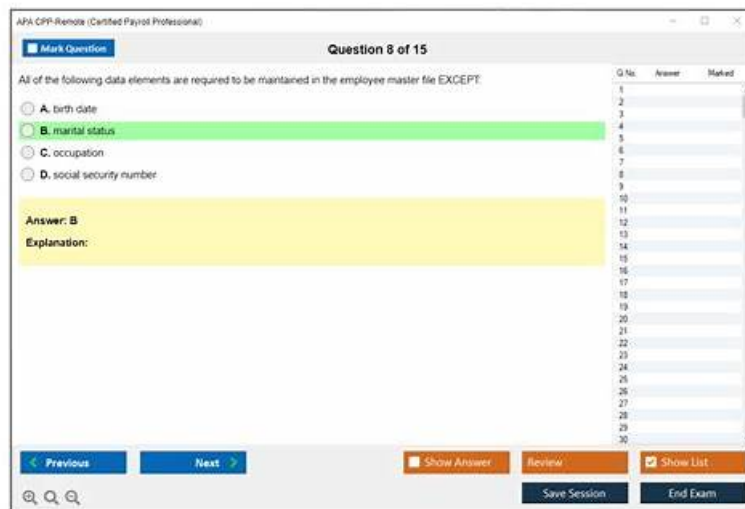 APA CPP-Remote (Certified Payroll Professional)
Mark Question
Question 8 of 15
All of the following data elements are required to be maintained in the employee master file EXCEPT:
A. birth date
B. marital status
C. occupation
D. social security number
Answer: B
Explanation:
Q.No. Answer Marked
1
2
3
4
5
6
7
8
9
10
11
12
13
14
15
16
17
18
19
20
21
22
23
24
25
26
27
28
29
30
Previous
Next
Show Answer
Review
Show List
Save Session
End Exam